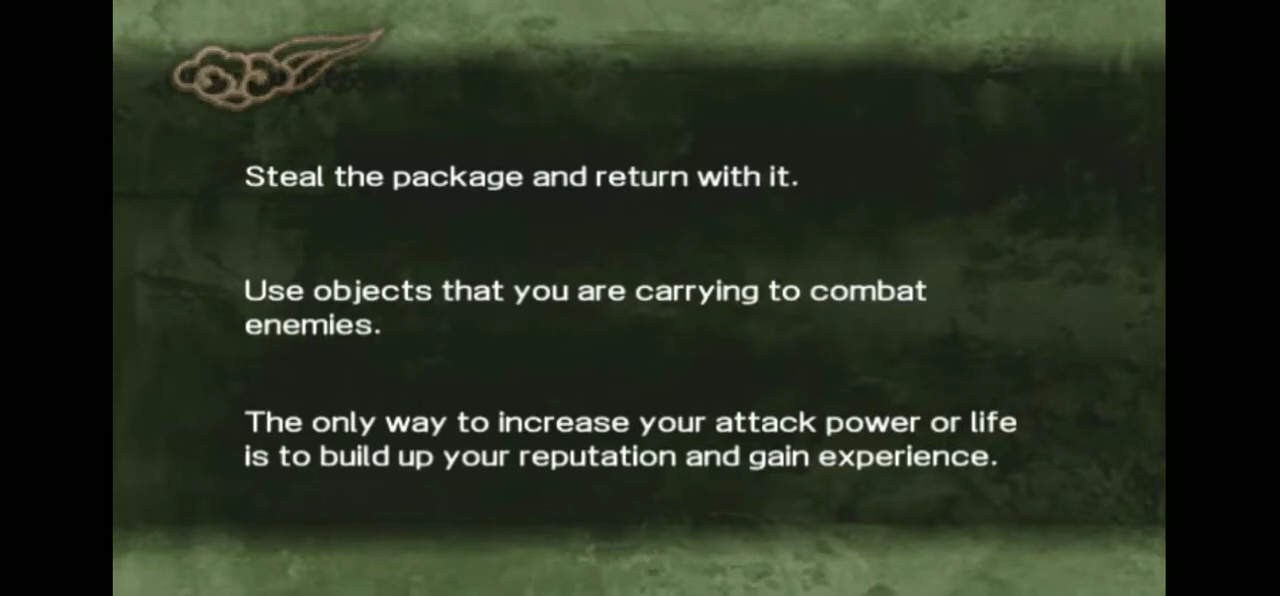 Steal the package and return with it.
Use objects that you are carrying to combat
enemies.
The only way to increase your attack power or life
is to build up your reputation and gain experience.